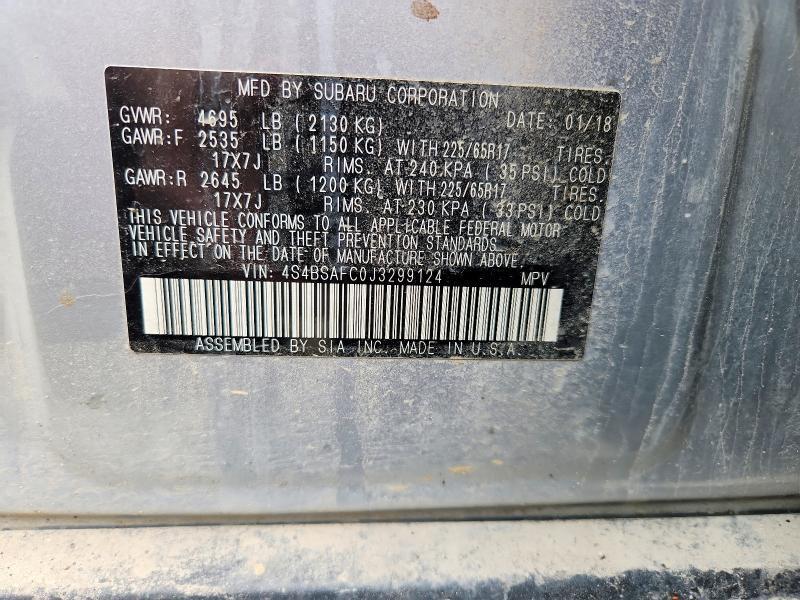 MFD BY SUBARU CORPORATION
GVWR: 4695 LB ( 2130 KG) DATE: 01/18
GAWR:F 2535 LB ( 1150 KG) WITH 225/65R17 TIRES.
17X7J RIMS. AT 240 KPA ( 35 PSI) COLD
GAWR:R 2645 LB ( 1200 KG) WITH 225/65R17 TIRES.
17X7J RIMS. AT 230 KPA ( 33 PSI) COLD
THIS VEHICLE CONFORMS TO ALL APPLICABLE FEDERAL MOTOR
VEHICLE SAFETY AND THEFT PREVENTION STANDARDS
IN EFFECT ON THE DATE OF MANUFACTURE SHOWN ABOVE.
VIN: 4S4BSAFC0J3299124 MPV
ASSEMBLED BY SIA INC. MADE IN U.S.A.